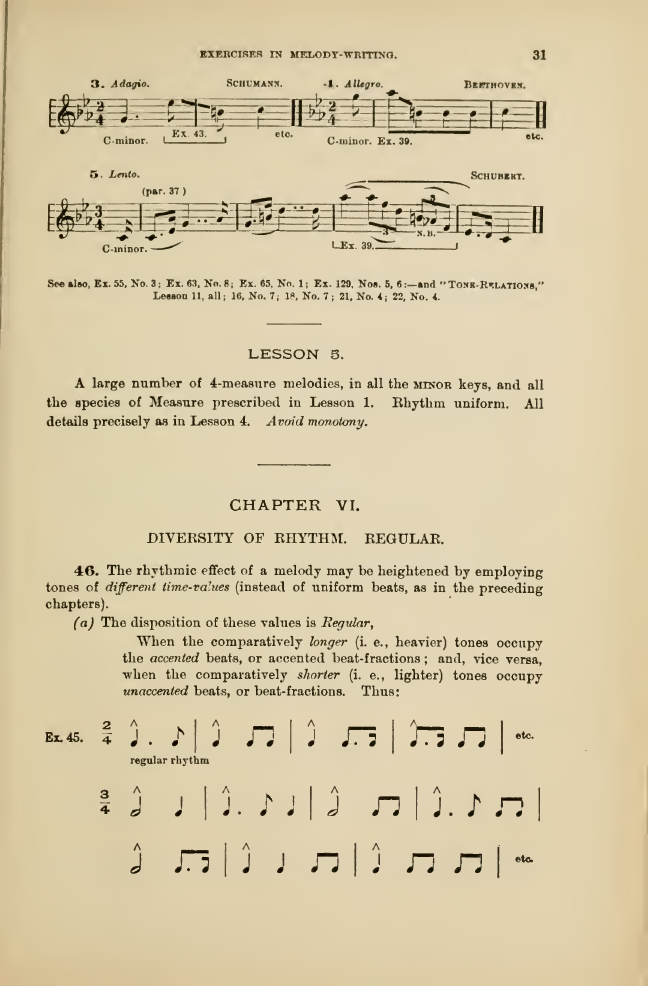 EXERCISES IN MELODY-WRITING. 31
3. Adagio. SCHUMANN. 4. Allegro. BEETHOVEN.
2 4 2 4
C-minor. Ex. 43. etc. C-minor. Ex. 39. etc.
5. Lento. SCHUBERT.
(par. 37)
3 4 3
3 N.B.
C-minor. Ex. 39.
See also, Ex. 55, No. 3; Ex. 63, No. 8; Ex. 65, No. 1; Ex. 129, Nos. 5, 6:—and "TONE-RELATIONS,"
Lesson 11, all; 16, No. 7; 18, No. 7; 21, No. 4; 22, No. 4.
LESSON 5.
A large number of 4-measure melodies, in all the MINOR keys, and all
the species of Measure prescribed in Lesson 1. Rhythm uniform. All
details precisely as in Lesson 4. Avoid monotony.
CHAPTER VI.
DIVERSITY OF RHYTHM. REGULAR.
46. The rhythmic effect of a melody may be heightened by employing
tones of different time-values (instead of uniform beats, as in the preceding
chapters).
(a) The disposition of these values is Regular,
When the comparatively longer (i. e., heavier) tones occupy
the accented beats, or accented beat-fractions; and, vice versa,
when the comparatively shorter (i. e., lighter) tones occupy
unaccented beats, or beat-fractions. Thus:
Ex. 45. 2 4 etc.
regular rhythm
3 4
etc.